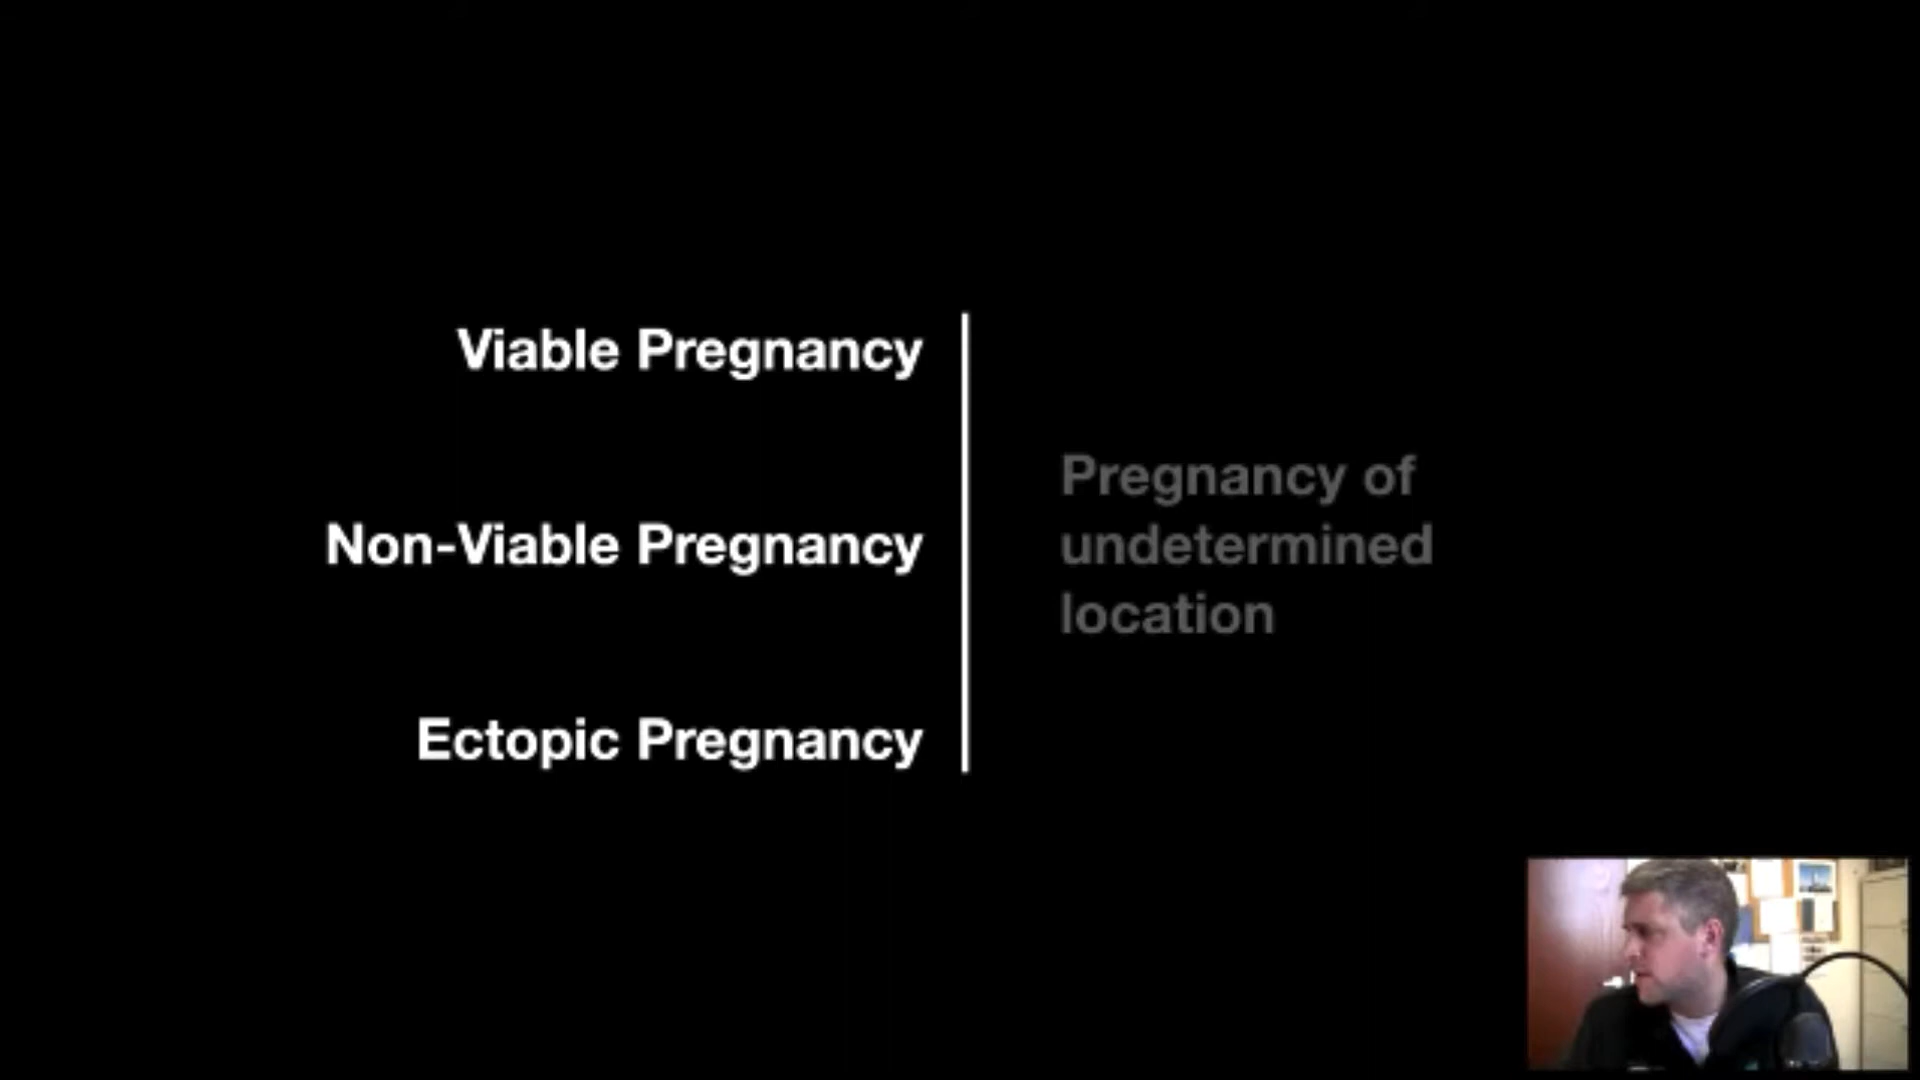 Viable Pregnancy
Non-Viable Pregnancy
Ectopic Pregnancy
Pregnancy of
undetermined
location